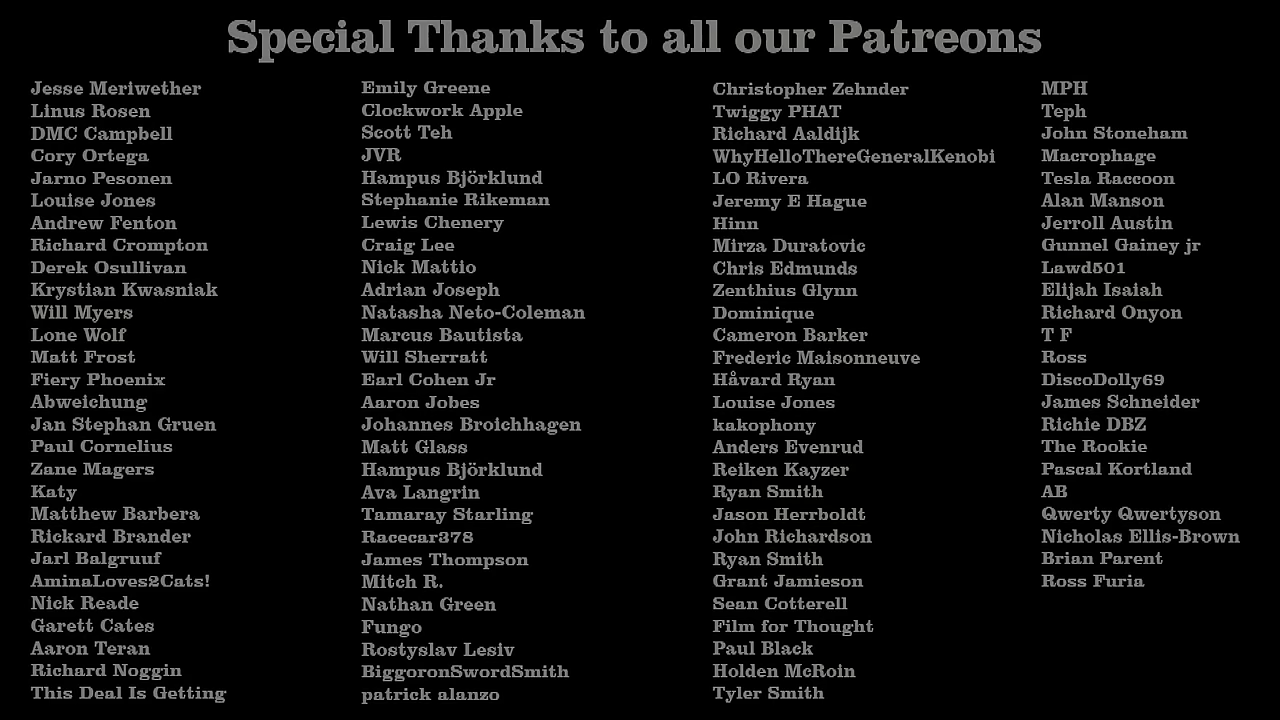 Special Thanks to all our Patreons
Jesse Meriwether
Linus Rosen
DMC Campbell
Cory Ortega
Jarno Pesonen
Louise Jones
Andrew Fenton
Richard Crompton
Derek Osullivan
Krystian Kwasniak
Will Myers
Lone Wolf
Matt Frost
Fiery Phoenix
Abweichung
Jan Stephan Gruen
Paul Cornelius
Zane Magers
Katy
Matthew Barbera
Rickard Brander
Jarl Balgruuf
AminaLoves2Cats!
Nick Reade
Garett Cates
Aaron Teran
Richard Noggin
This Deal Is Getting
Emily Greene
Clockwork Apple
Scott Teh
JVR
Hampus Björklund
Stephanie Rikeman
Lewis Chenery
Craig Lee
Nick Mattio
Adrian Joseph
Natasha Neto-Coleman
Marcus Bautista
Will Sherratt
Earl Cohen Jr
Aaron Jobes
Johannes Broichhagen
Matt Glass
Hampus Björklund
Ava Langrin
Tamaray Starling
Racecar378
James Thompson
Mitch R.
Nathan Green
Fungo
Rostyslav Lesiv
BiggoronSwordSmith
patrick alanzo
Christopher Zehnder
Twiggy PHAT
Richard Aaldijk
WhyHelloThereGeneralKenobi
LO Rivera
Jeremy E Hague
Hinn
Mirza Duratovic
Chris Edmunds
Zenthius Glynn
Dominique
Cameron Barker
Frederic Maisonneuve
Håvard Ryan
Louise Jones
kakophony
Anders Evenrud
Reiken Kayzer
Ryan Smith
Jason Herrboldt
John Richardson
Ryan Smith
Grant Jamieson
Sean Cotterell
Film for Thought
Paul Black
Holden McRoin
Tyler Smith
MPH
Teph
John Stoneham
Macrophage
Tesla Raccoon
Alan Manson
Jerroll Austin
Gunnel Gainey jr
Lawd501
Elijah Isaiah
Richard Onyon
T F
Ross
DiscoDolly69
James Schneider
Richie DBZ
The Rookie
Pascal Kortland
AB
Qwerty Qwertyson
Nicholas Ellis-Brown
Brian Parent
Ross Furia